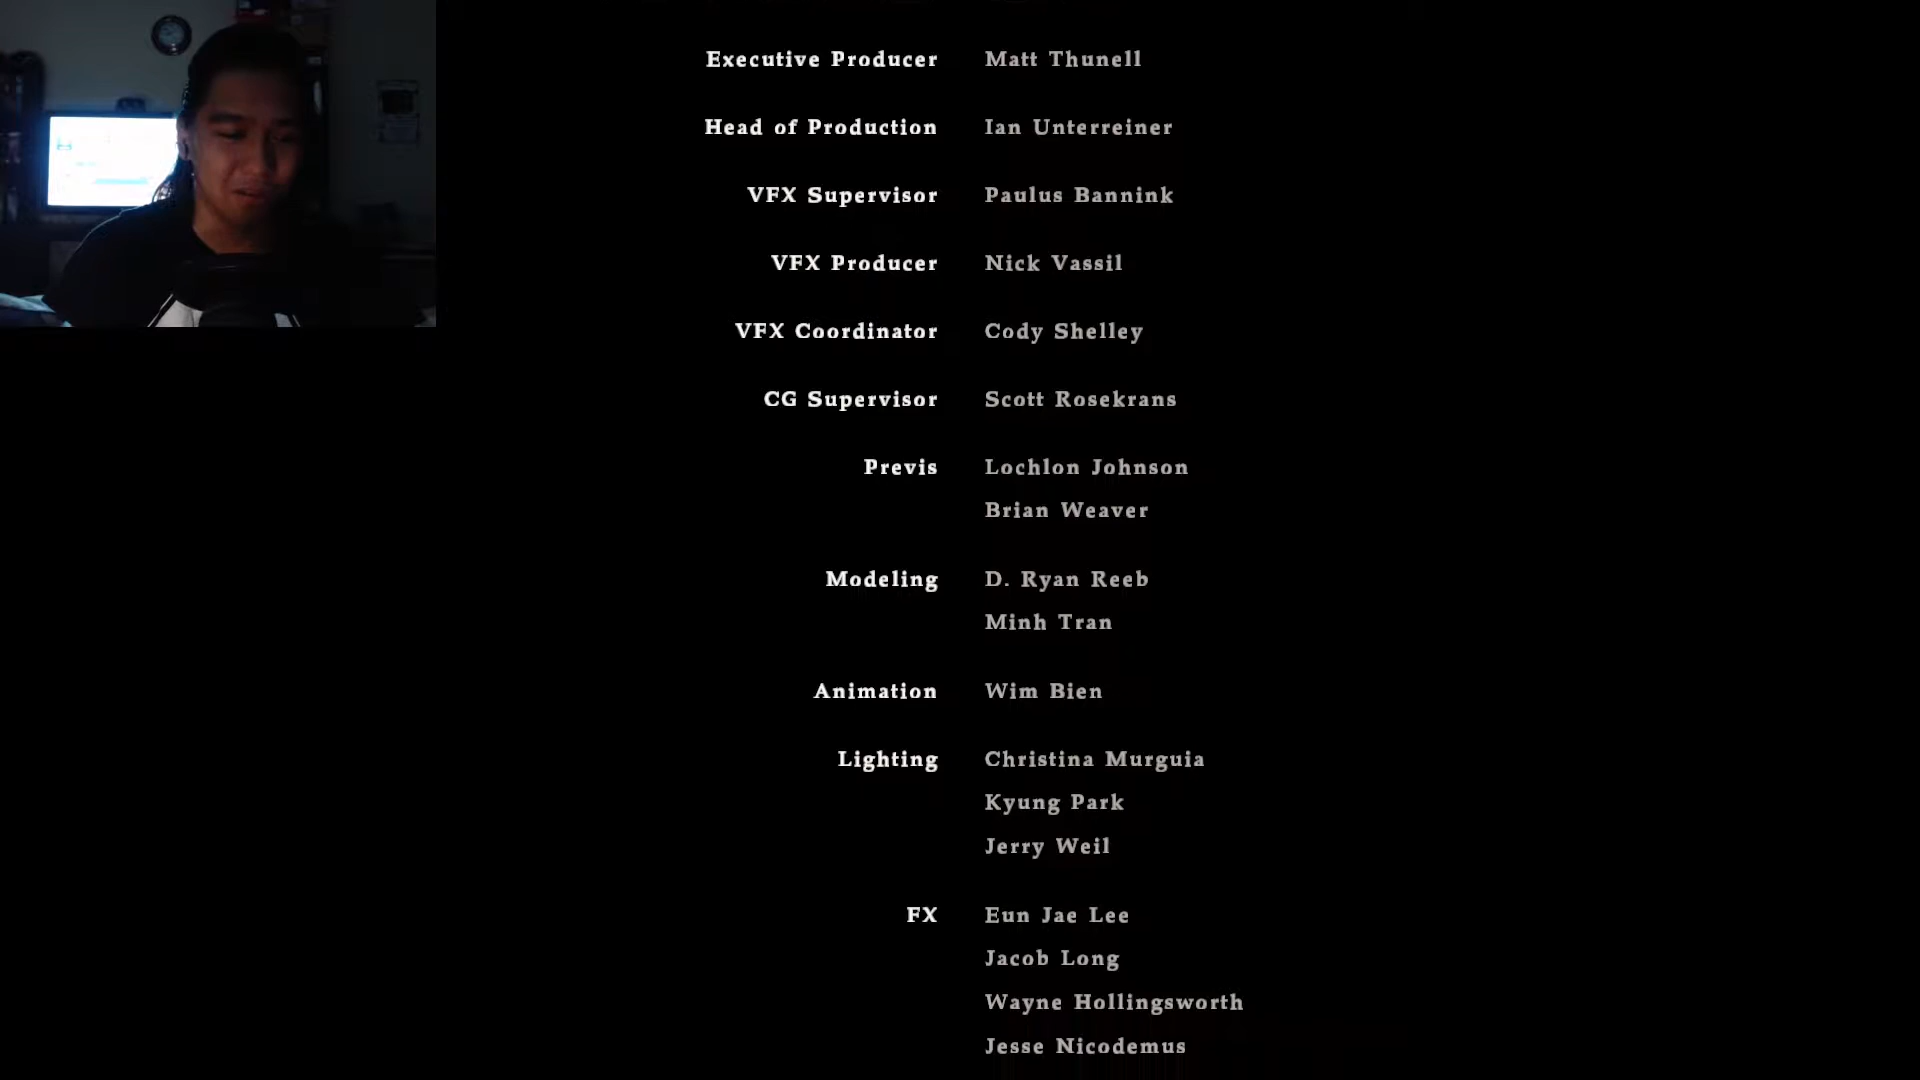 Executive Producer Matt Thunell
Head of Production Ian Unterreiner
VFX Supervisor Paulus Bannink
VFX Producer Nick Vassil
VFX Coordinator Cody Shelley
CG Supervisor Scott Rosekrans
Previs Lochlon Johnson
Brian Weaver
Modeling D. Ryan Reeb
Minh Tran
Animation Wim Bien
Lighting Christina Murguia
Kyung Park
Jerry Weil
FX Eun Jae Lee
Jacob Long
Wayne Hollingsworth
Jesse Nicodemus